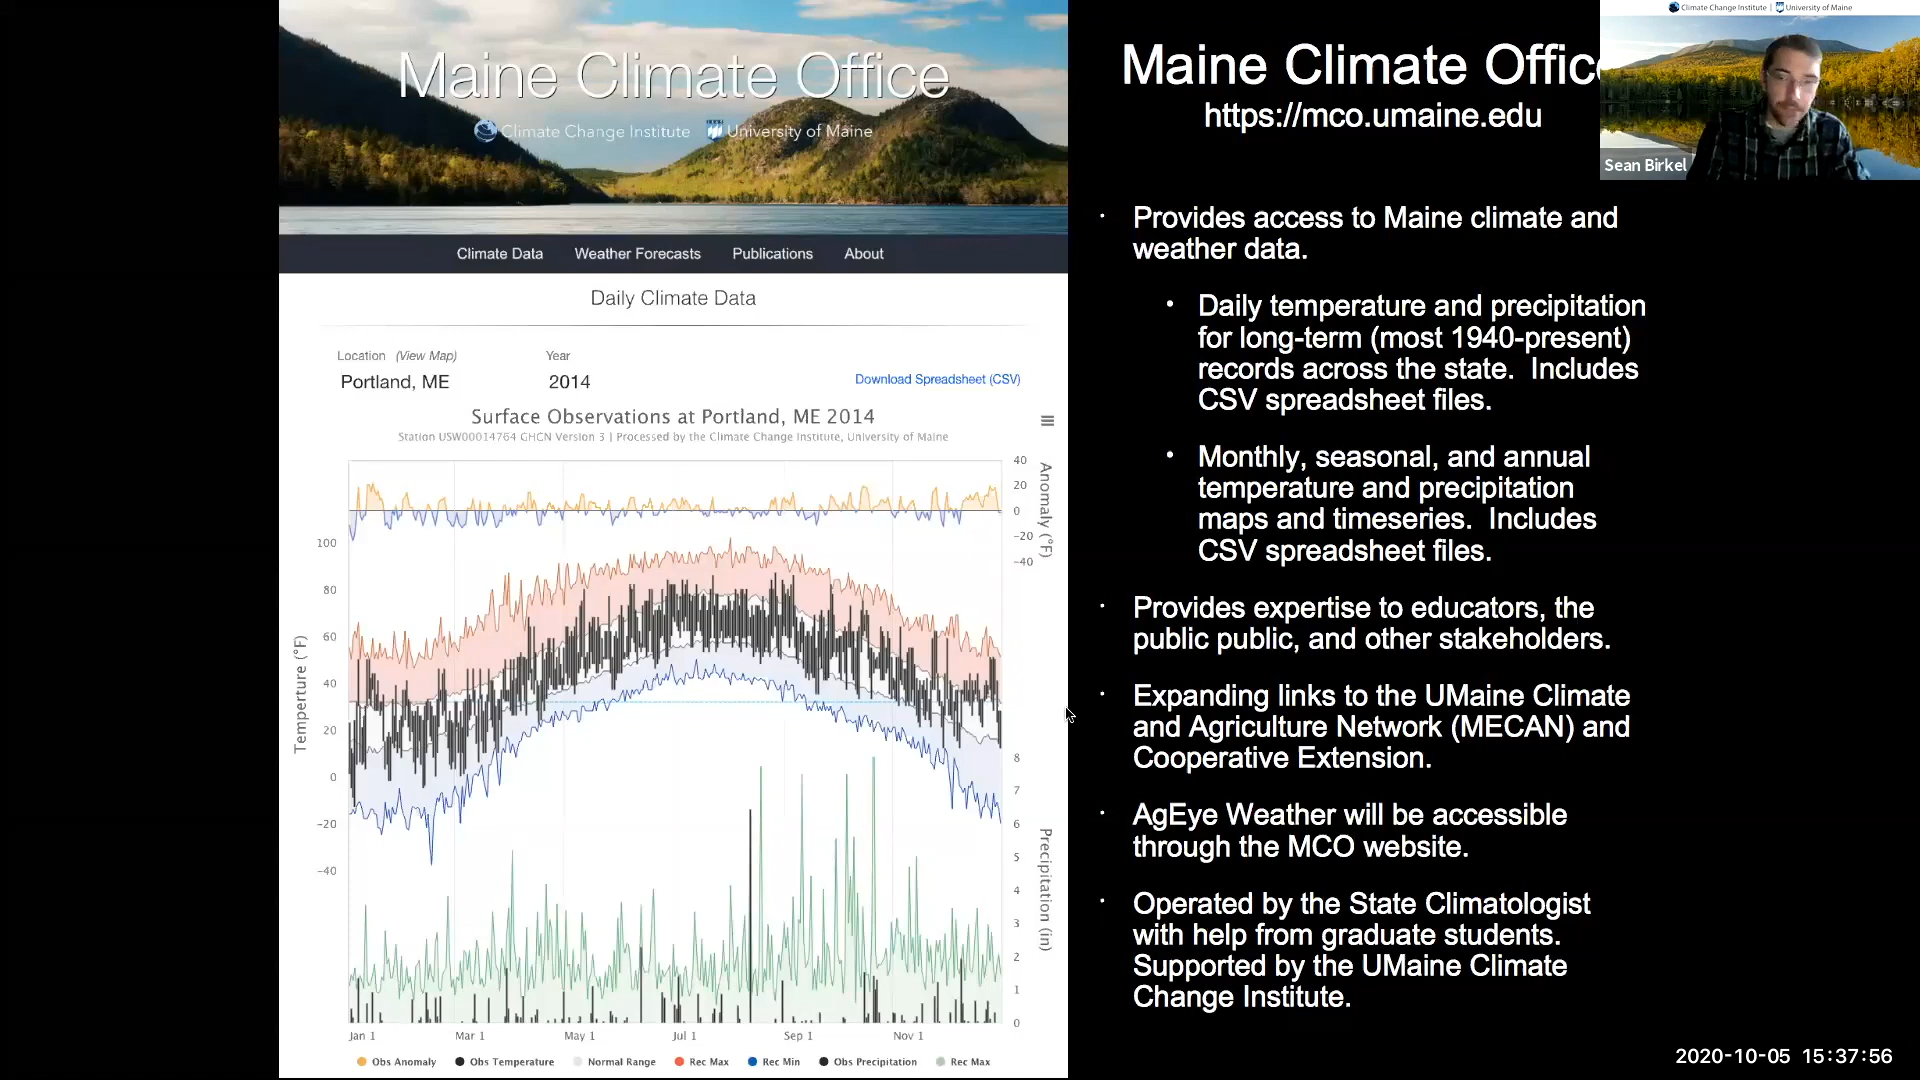 Maine Climate Office
Climate Change Institute University of Maine
Climate Data Weather Forecasts Publications About
Daily Climate Data
Location (View Map) Year
Portland, ME 2014 Download Spreadsheet (CSV)
Surface Observations at Portland, ME 2014
Station USW00014764 GHCN Version 3 | Processed by the Climate Change Institute, University of Maine
Anomaly (°F)
40
20
0
−20
−40
Temperture (°F)
100
80
60
40
20
0
−20
−40
Precipitation (in)
8
7
6
5
4
3
2
1
0
Jan 1 Mar 1 May 1 Jul 1 Sep 1 Nov 1
Obs Anomaly Obs Temperature Normal Range Rec Max Rec Min Obs Precipitation Rec Max
Maine Climate Offic
https://mco.umaine.edu
· Provides access to Maine climate and
weather data.
• Daily temperature and precipitation
for long-term (most 1940-present)
records across the state. Includes
CSV spreadsheet files.
• Monthly, seasonal, and annual
temperature and precipitation
maps and timeseries. Includes
CSV spreadsheet files.
· Provides expertise to educators, the
public public, and other stakeholders.
· Expanding links to the UMaine Climate
and Agriculture Network (MECAN) and
Cooperative Extension.
· AgEye Weather will be accessible
through the MCO website.
· Operated by the State Climatologist
with help from graduate students.
Supported by the UMaine Climate
Change Institute.
Climate Change Institute | University of Maine
Sean Birkel
2020-10-05 15:37:56